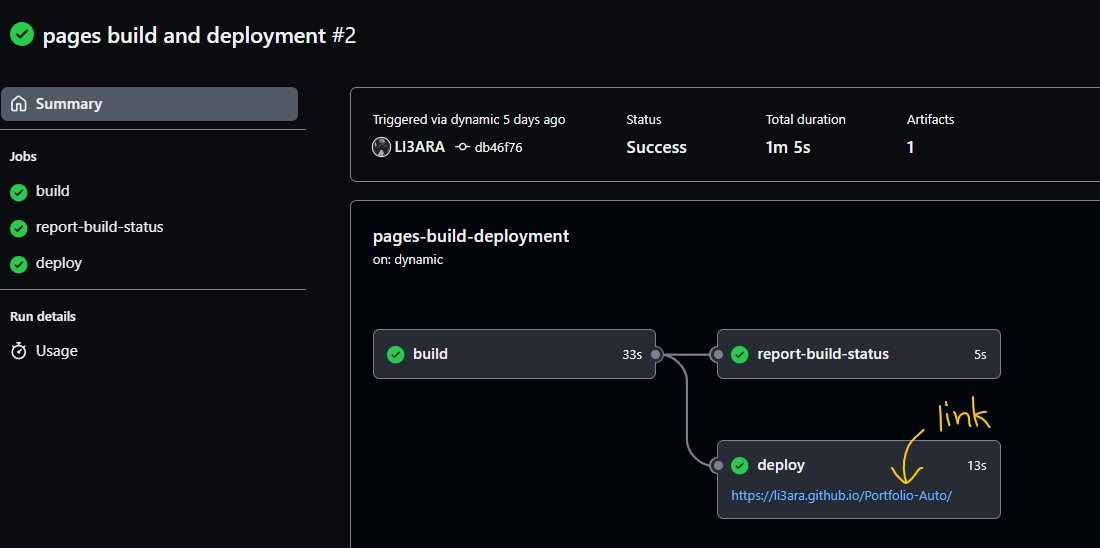 pages build and deployment #2
Summary
Triggered via dynamic 5 days ago
LI3ARA db46f76
Status
Success
Total duration
1m 5s
Artifacts
1
Jobs
build
report-build-status
deploy
Run details
Usage
pages-build-deployment
on: dynamic
build 33s
report-build-status 5s
link
deploy 13s
https://li3ara.github.io/Portfolio-Auto/